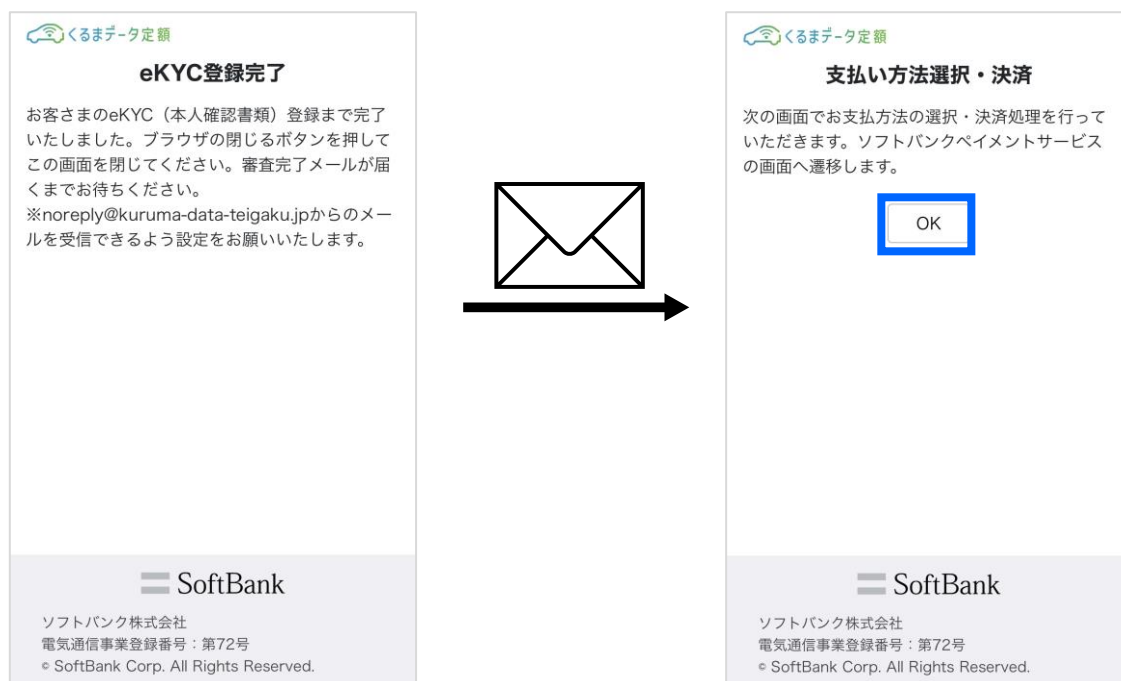 くるまデータ定額
eKYC登録完了
お客さまのeKYC（本人確認書類）登録まで完了
いたしました。ブラウザの閉じるボタンを押して
この画面を閉じてください。審査完了メールが届
くまでお待ちください。
※noreply@kuruma-data-teigaku.jpからのメー
ルを受信できるよう設定をお願いいたします。
SoftBank
ソフトバンク株式会社
電気通信事業登録番号：第72号
© SoftBank Corp. All Rights Reserved.
くるまデータ定額
支払い方法選択・決済
次の画面でお支払方法の選択・決済処理を行って
いただきます。ソフトバンクペイメントサービス
の画面へ遷移します。
OK
SoftBank
ソフトバンク株式会社
電気通信事業登録番号：第72号
© SoftBank Corp. All Rights Reserved.